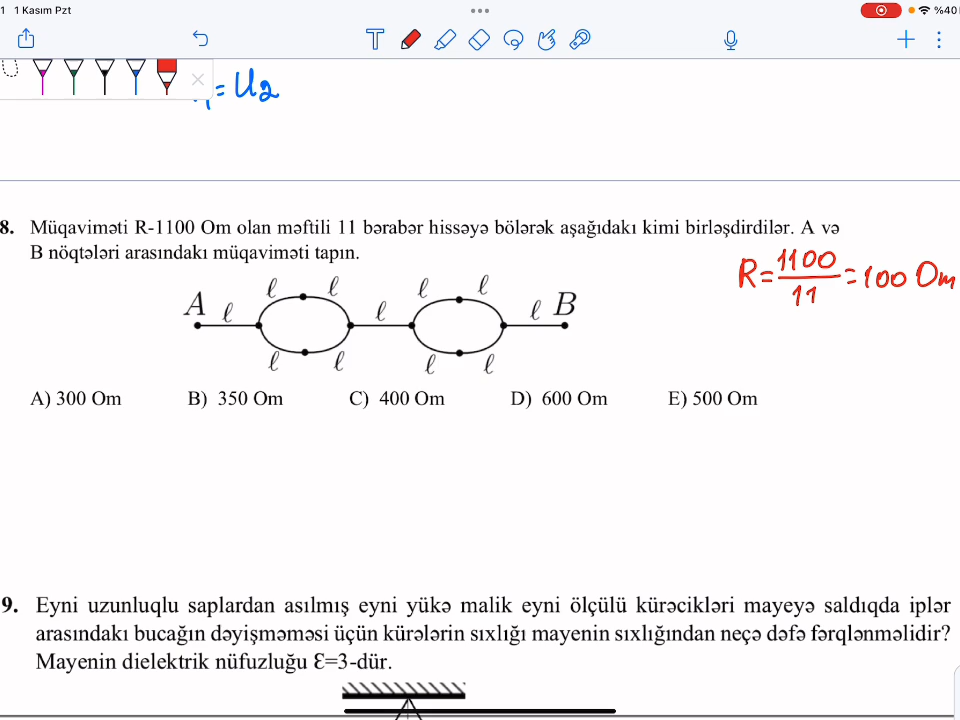 1 1 Kasım Pzt %40
= U2
8. Müqaviməti R-1100 Om olan məftili 11 bərabər hissəyə bölərək aşağıdakı kimi birləşdirdilər. A və
B nöqtələri arasındakı müqaviməti tapın.
R=1100/11=100 Om
ℓ ℓ ℓ ℓ
A ℓ ℓ ℓ B
ℓ ℓ ℓ ℓ
A) 300 Om B) 350 Om C) 400 Om D) 600 Om E) 500 Om
9. Eyni uzunluqlu saplardan asılmış eyni yükə malik eyni ölçülü kürəcikləri mayeyə saldıqda iplər
arasındakı bucağın dəyişməməsi üçün kürələrin sıxlığı mayenin sıxlığından neçə dəfə fərqlənməlidir?
Mayenin dielektrik nüfuzluğu Ɛ=3-dür.